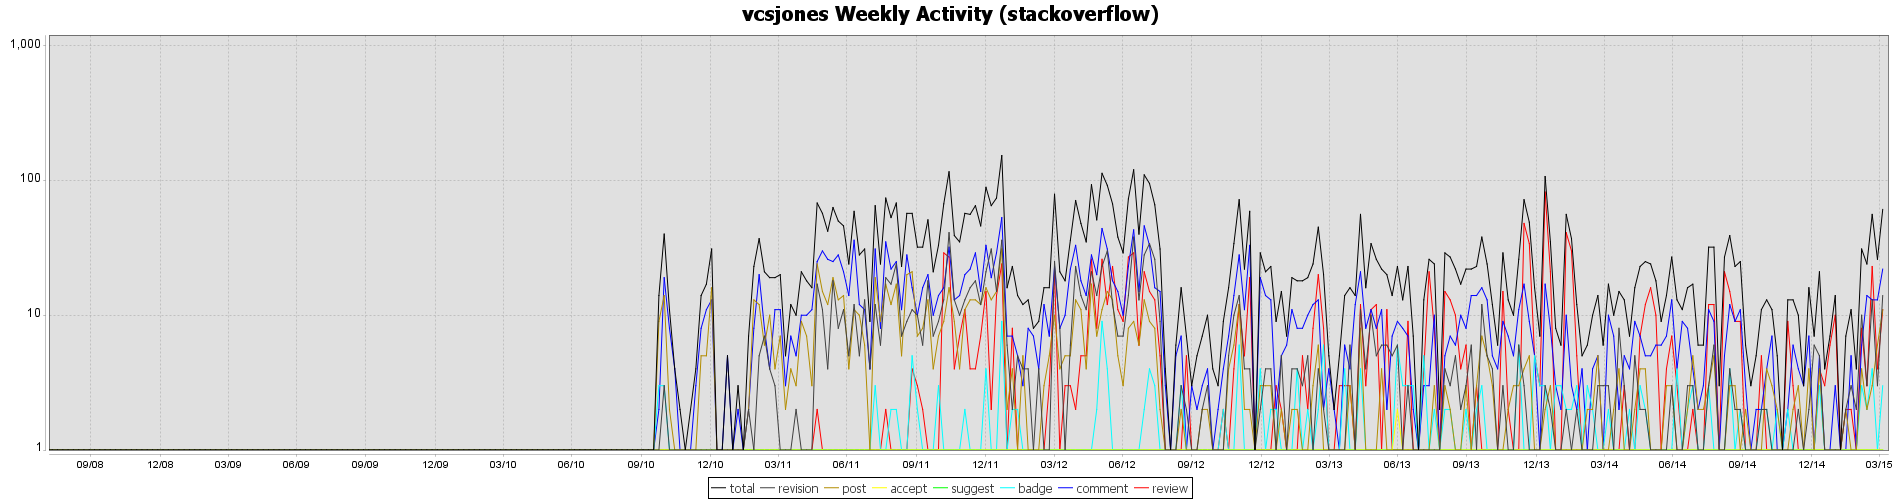 vcsjones Weekly Activity (stackoverflow)
1,000
100
10
1
09/08 12/08 03/09 06/09 09/09 12/09 03/10 06/10 09/10 12/10 03/11 06/11 09/11 12/11 03/12 06/12 09/12 12/12 03/13 06/13 09/13 12/13 03/14 06/14 09/14 12/14 03/15
total revision post accept suggest badge comment review